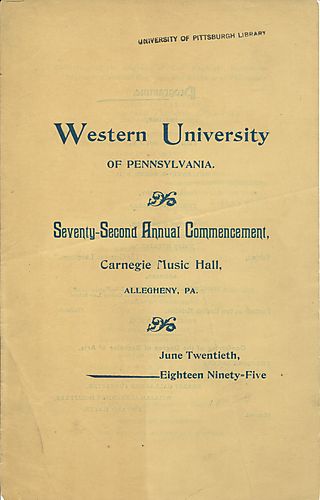 UNIVERSITY OF PITTSBURGH LIBRARY
Western University
OF PENNSYLVANIA.
Seventy-Second Annual Commencement,
Carnegie Music Hall,
ALLEGHENY, PA.
June Twentieth,
Eighteen Ninety-Five